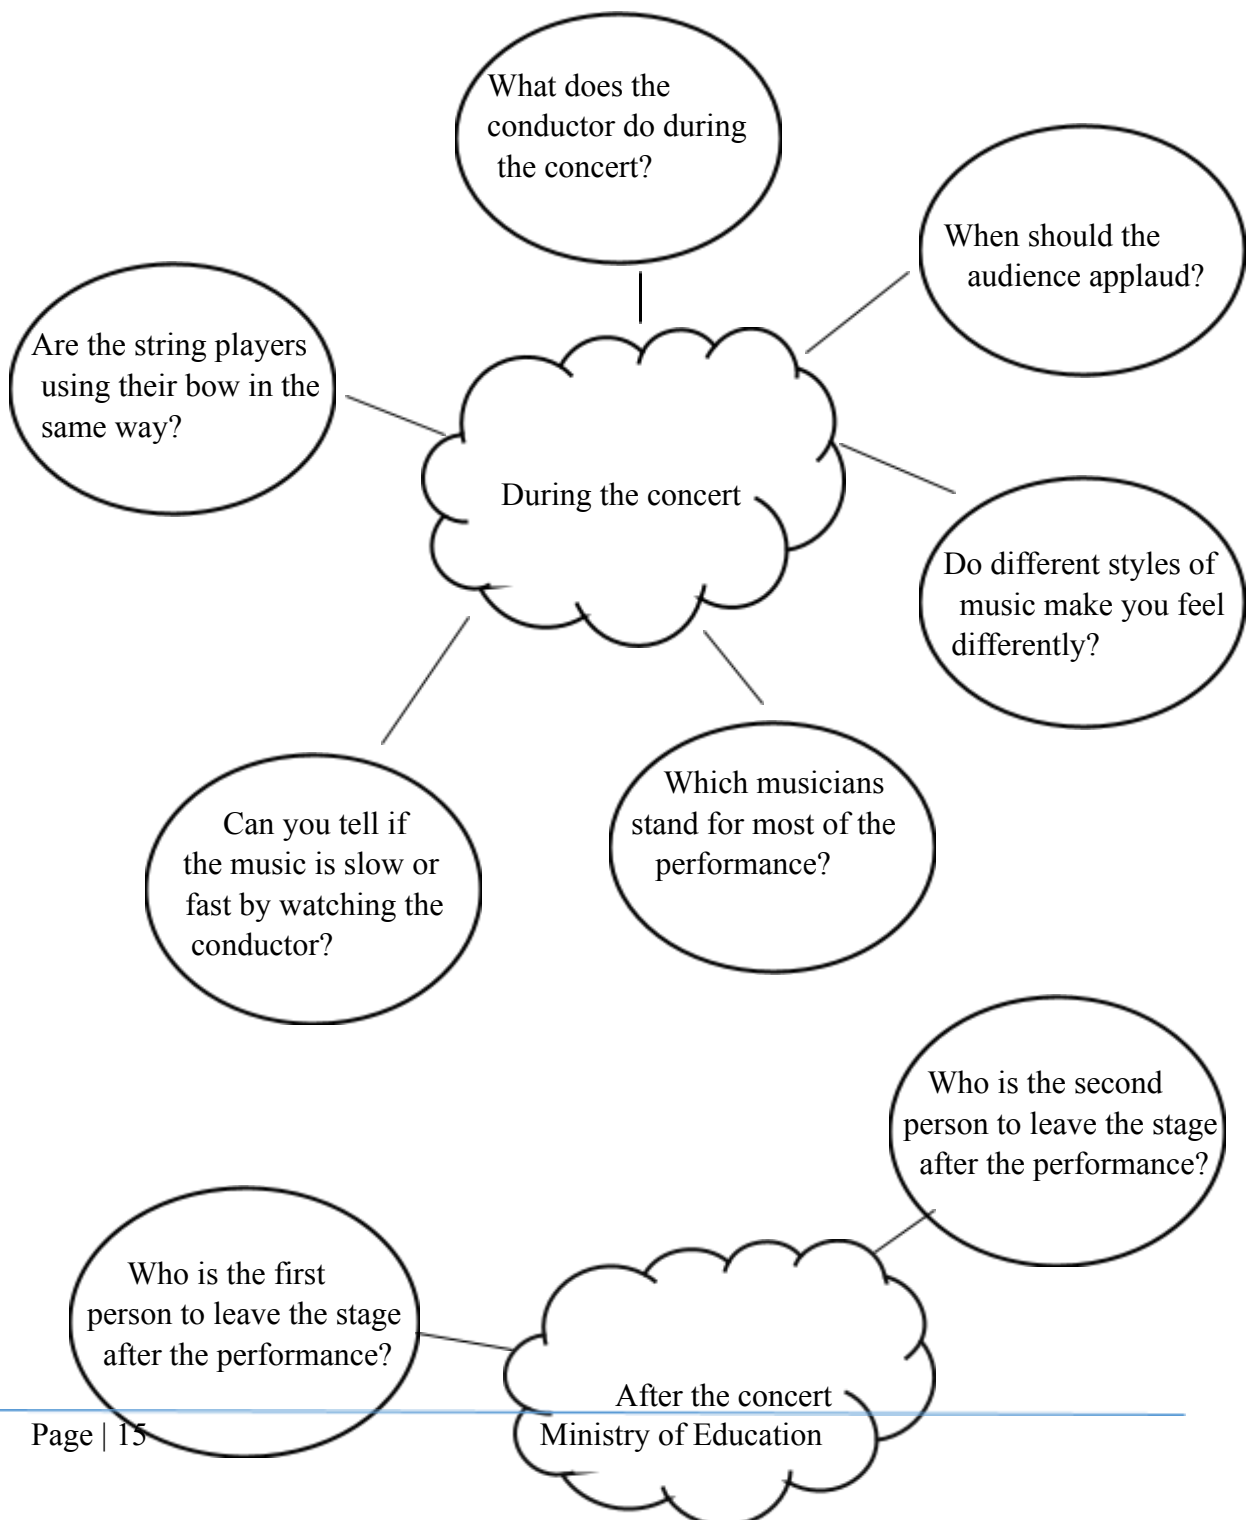 What does the
conductor do during
the concert?
When should the
audience applaud?
Are the string players
using their bow in the
same way?
During the concert
Do different styles of
music make you feel
differently?
Which musicians
stand for most of the
performance?
Can you tell if
the music is slow or
fast by watching the
conductor?
Who is the second
person to leave the stage
after the performance?
Who is the first
person to leave the stage
after the performance?
After the concert
Page | 15
Ministry of Education